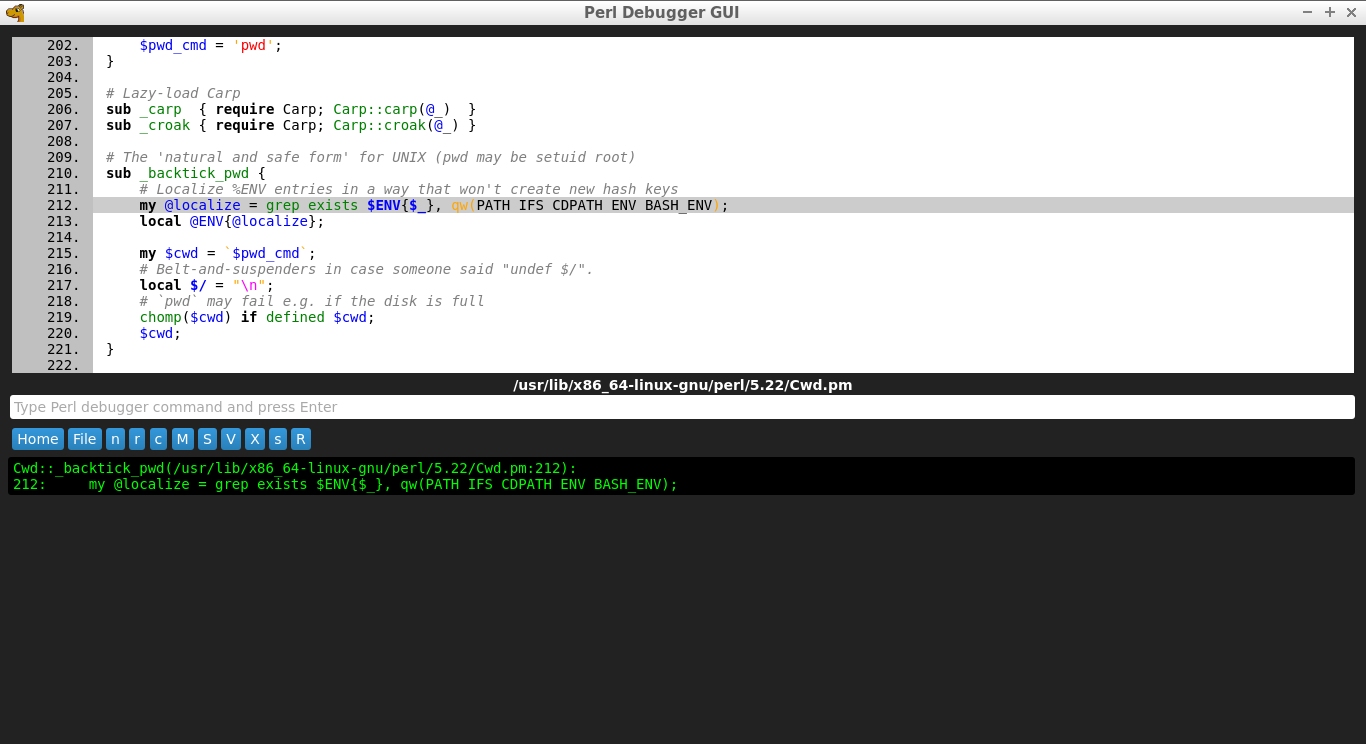 Perl Debugger GUI
202.       $pwd_cmd = 'pwd';
203.   }
204.
205.   # Lazy-load Carp
206.   sub _carp  { require Carp; Carp::carp(@_)  }
207.   sub _croak { require Carp; Carp::croak(@_) }
208.
209.   # The 'natural and safe form' for UNIX (pwd may be setuid root)
210.   sub _backtick_pwd {
211.       # Localize %ENV entries in a way that won't create new hash keys
212.       my @localize = grep exists $ENV{$_}, qw(PATH IFS CDPATH ENV BASH_ENV);
213.       local @ENV{@localize};
214.
215.       my $cwd = `$pwd_cmd`;
216.       # Belt-and-suspenders in case someone said "undef $/".
217.       local $/ = "\n";
218.       # `pwd` may fail e.g. if the disk is full
219.       chomp($cwd) if defined $cwd;
220.       $cwd;
221.   }
222.
/usr/lib/x86_64-linux-gnu/perl/5.22/Cwd.pm
Type Perl debugger command and press Enter
Home File n r c M S V X s R
Cwd::_backtick_pwd(/usr/lib/x86_64-linux-gnu/perl/5.22/Cwd.pm:212):
212:     my @localize = grep exists $ENV{$_}, qw(PATH IFS CDPATH ENV BASH_ENV);